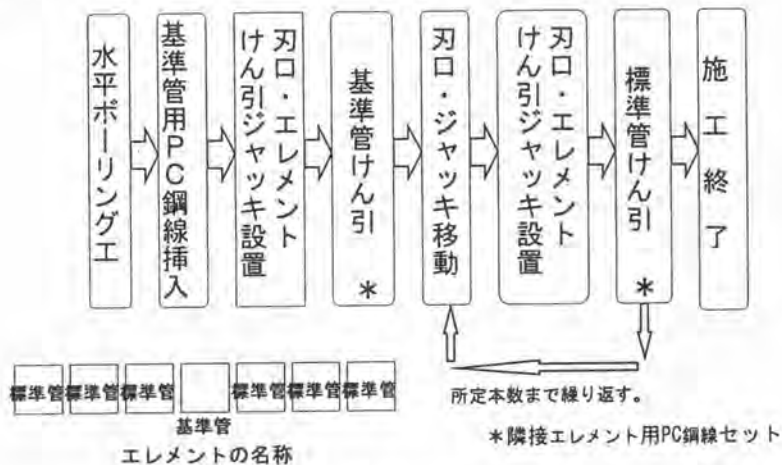 水平ボーリング工
基準管用PC鋼線挿入
刃口・エレメント
けん引ジャッキ設置
基準管けん引 *
刃口・ジャッキ移動
刃口・エレメント
けん引ジャッキ設置
標準管けん引 *
施工終了
標準管 標準管 標準管 標準管 標準管 標準管
基準管
エレメントの名称
所定本数まで繰り返す。
*隣接エレメント用PC鋼線セット